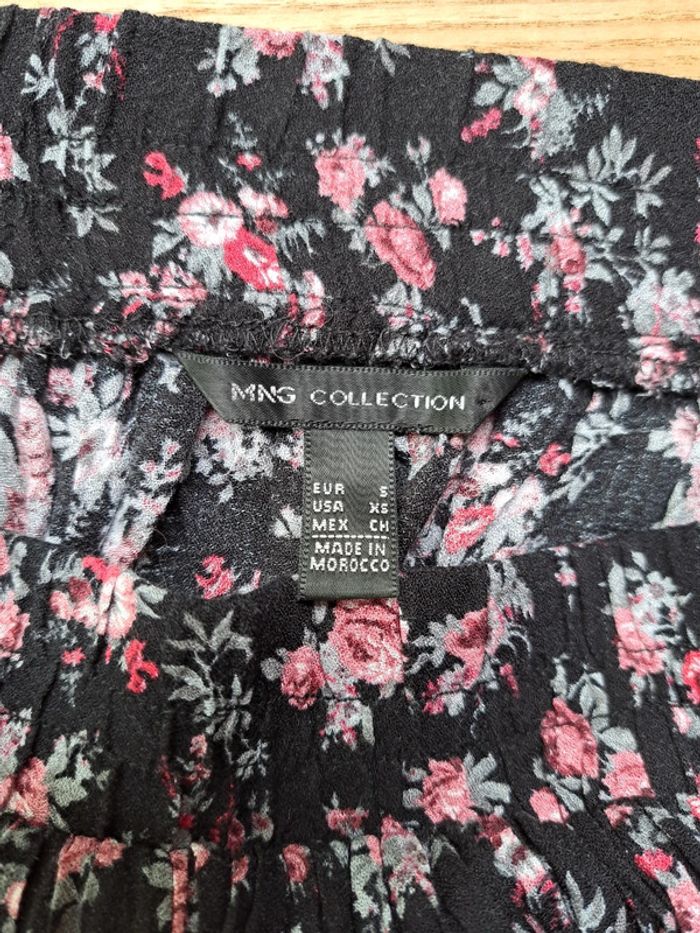 MNG COLLECTION
EUR S
USA XS
MEX CH
MADE IN
MOROCCO